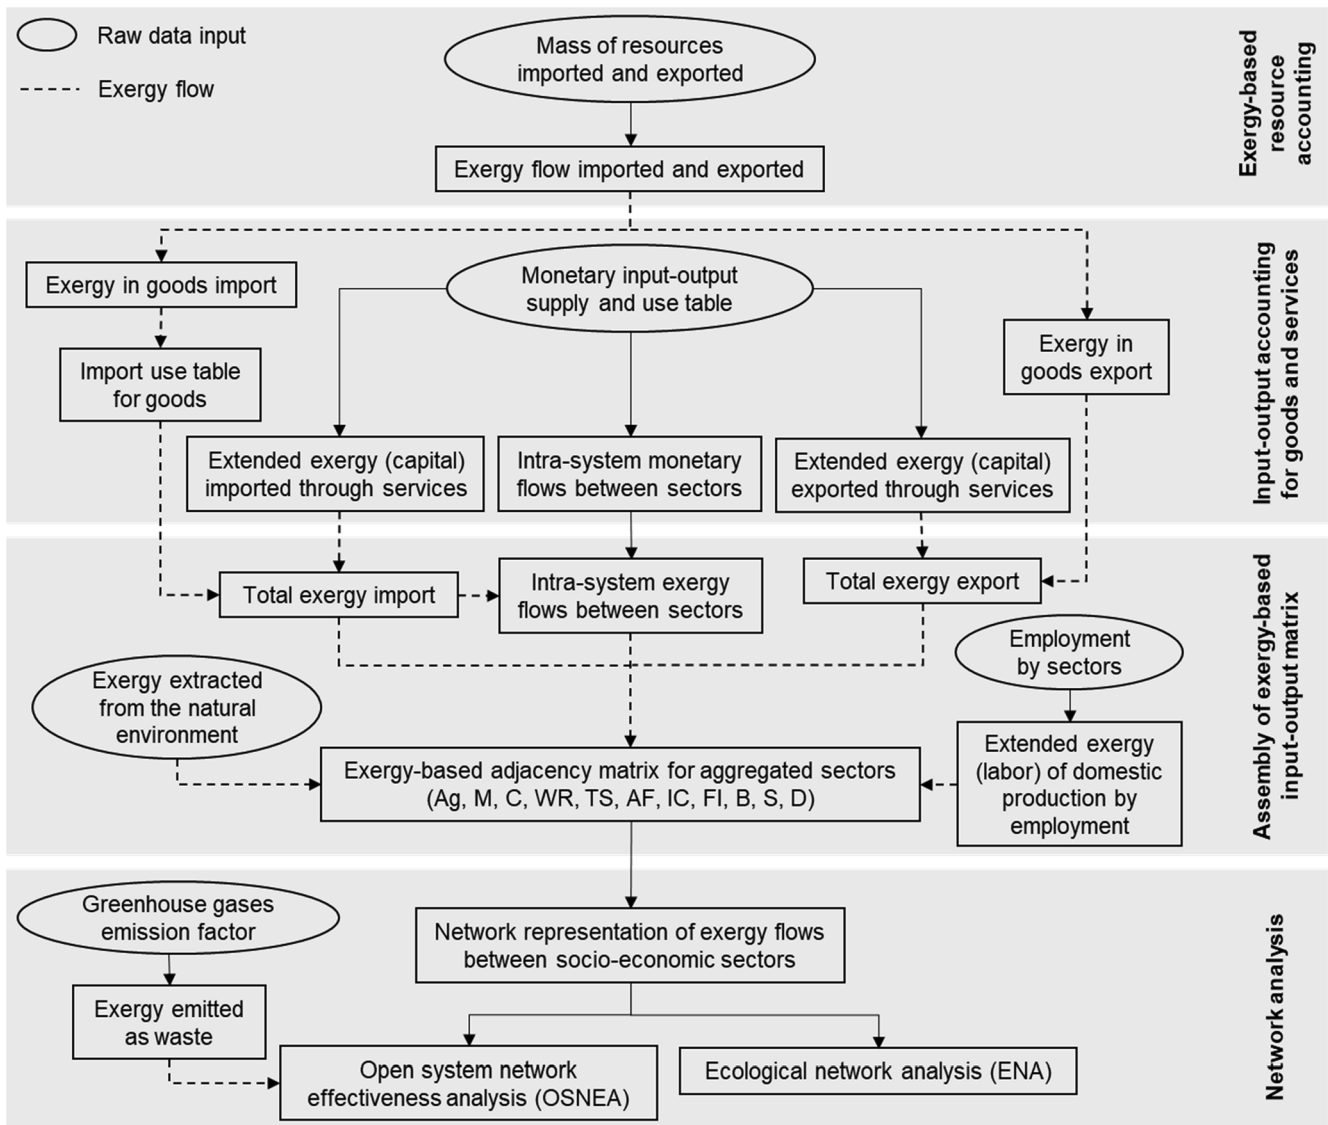 Raw data input
Exergy flow
Mass of resources
imported and exported
Exergy flow imported and exported
Exergy-based
resource
accounting
Exergy in goods import
Monetary input-output
supply and use table
Exergy in
goods export
Import use table
for goods
Extended exergy (capital)
imported through services
Intra-system monetary
flows between sectors
Extended exergy (capital)
exported through services
Input-output accounting
for goods and services
Total exergy import
Intra-system exergy
flows between sectors
Total exergy export
Employment
by sectors
Exergy extracted
from the natural
environment
Exergy-based adjacency matrix for aggregated sectors
(Ag, M, C, WR, TS, AF, IC, FI, B, S, D)
Extended exergy
(labor) of domestic
production by
employment
Assembly of exergy-based
input-output matrix
Greenhouse gases
emission factor
Network representation of exergy flows
between socio-economic sectors
Exergy emitted
as waste
Open system network
effectiveness analysis (OSNEA)
Ecological network analysis (ENA)
Network analysis